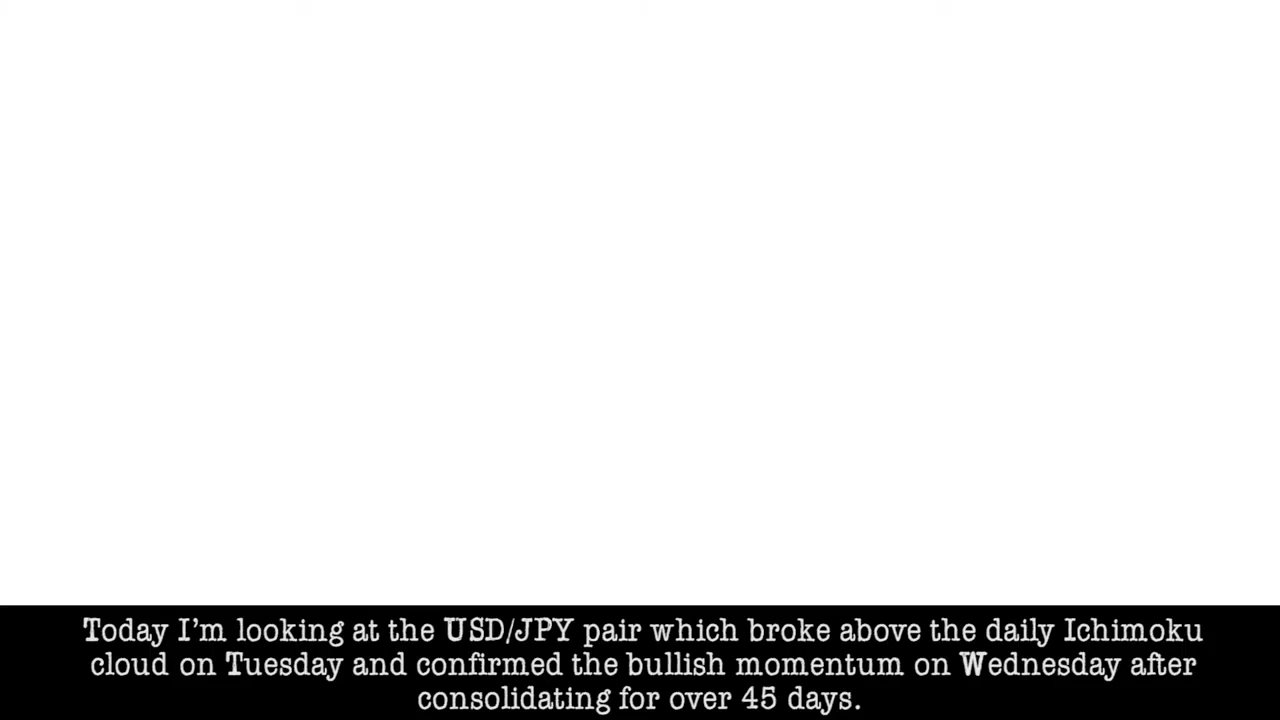 Today I'm looking at the USD/JPY pair which broke above the daily Ichimoku
cloud on Tuesday and confirmed the bullish momentum on Wednesday after
consolidating for over 45 days.